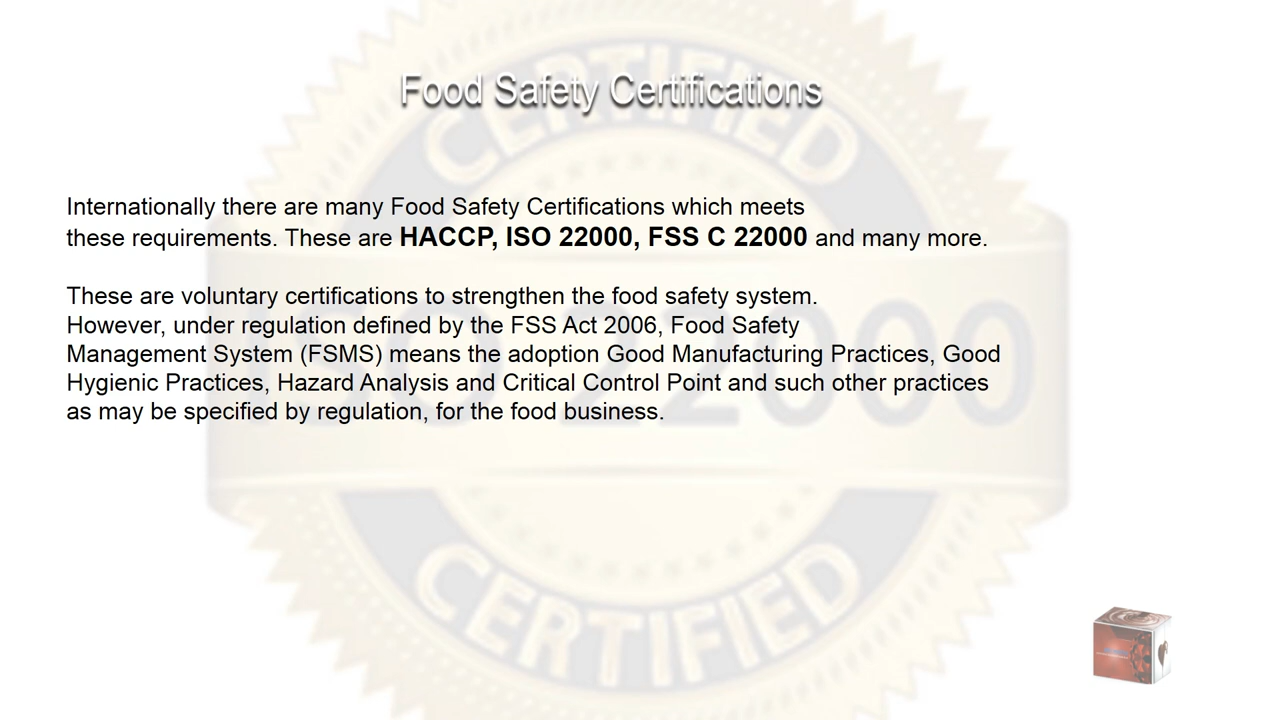 CERTIFIED
Food Safety Certifications
Internationally there are many Food Safety Certifications which meets
these requirements. These are HACCP, ISO 22000, FSS C 22000 and many more.
These are voluntary certifications to strengthen the food safety system.
However, under regulation defined by the FSS Act 2006, Food Safety
Management System (FSMS) means the adoption Good Manufacturing Practices, Good
Hygienic Practices, Hazard Analysis and Critical Control Point and such other practices
as may be specified by regulation, for the food business.
ISO 22000
CERTIFIED